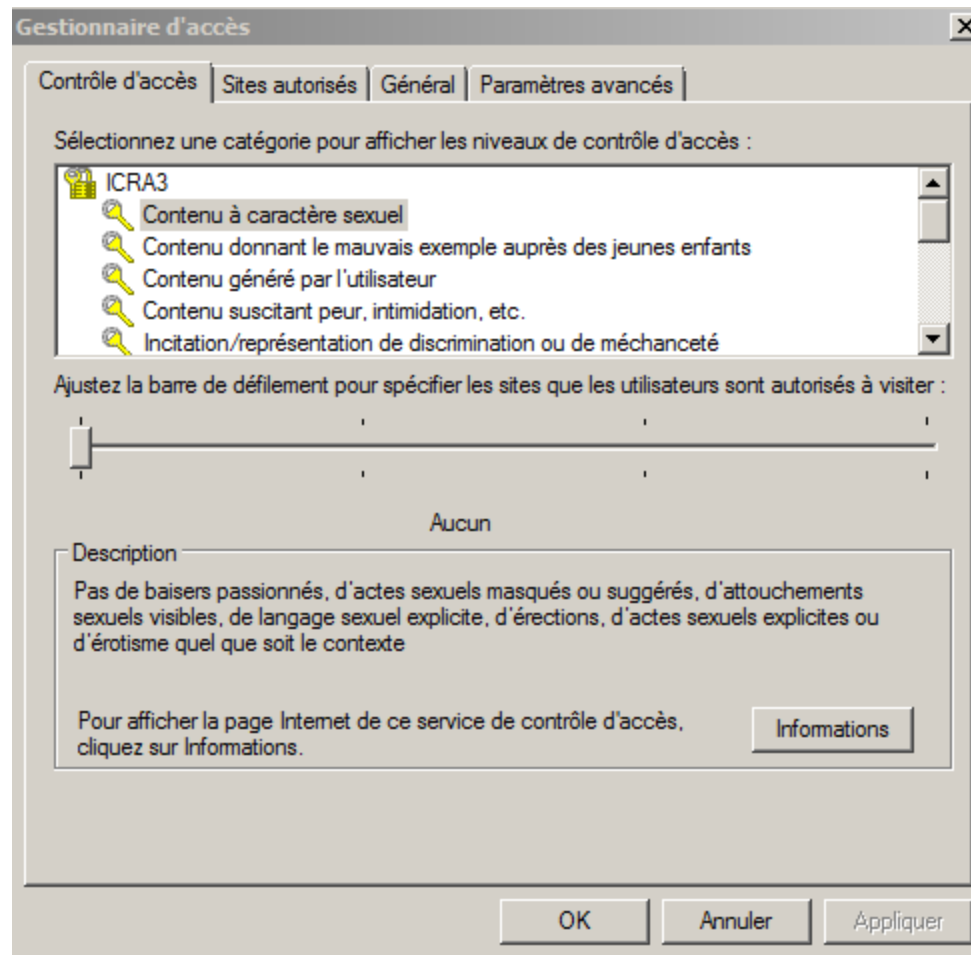 Gestionnaire d'accès
Contrôle d'accès
Sites autorisés
Général
Paramètres avancés
Sélectionnez une catégorie pour afficher les niveaux de contrôle d'accès :
ICRA3
Contenu à caractère sexuel
Contenu donnant le mauvais exemple auprès des jeunes enfants
Contenu généré par l'utilisateur
Contenu suscitant peur, intimidation, etc.
Incitation/représentation de discrimination ou de méchanceté
Ajustez la barre de défilement pour spécifier les sites que les utilisateurs sont autorisés à visiter :
Aucun
Description
Pas de baisers passionnés, d'actes sexuels masqués ou suggérés, d'attouchements
sexuels visibles, de langage sexuel explicite, d'érections, d'actes sexuels explicites ou
d'érotisme quel que soit le contexte
Pour afficher la page Internet de ce service de contrôle d'accès,
cliquez sur Informations.
Informations
OK
Annuler
Appliquer